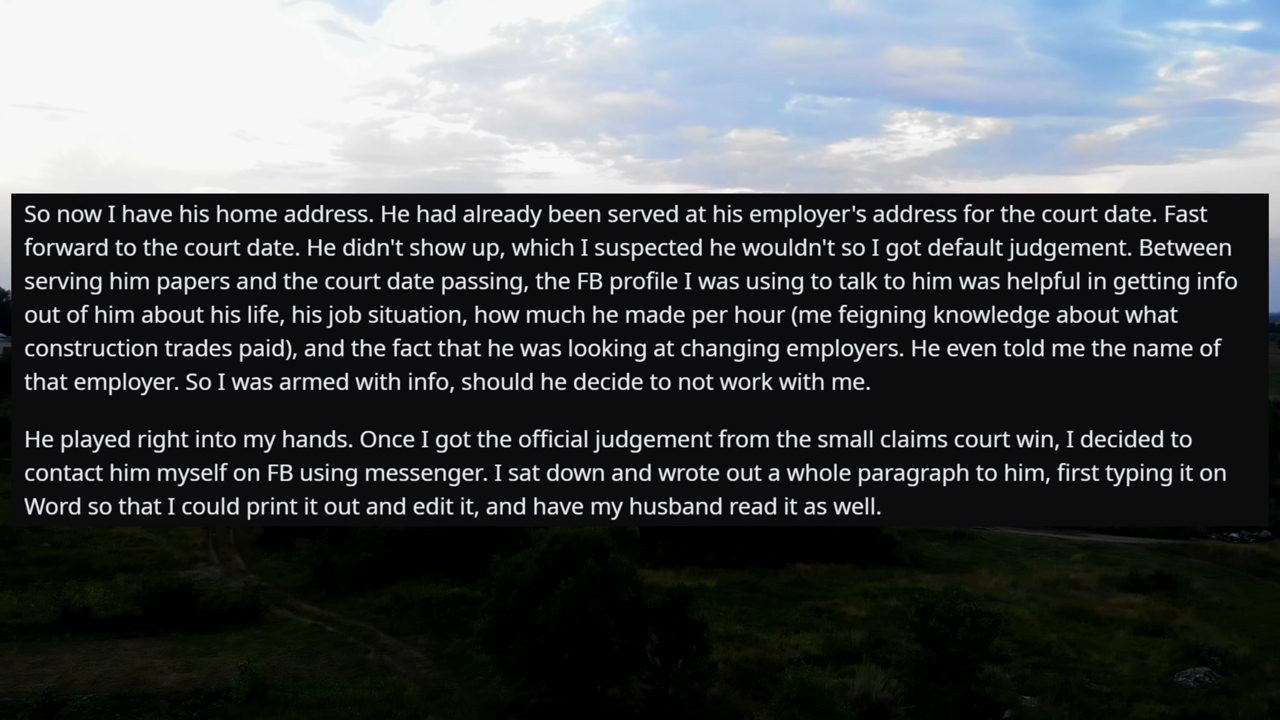 So now I have his home address. He had already been served at his employer's address for the court date. Fast
forward to the court date. He didn't show up, which I suspected he wouldn't so I got default judgement. Between
serving him papers and the court date passing, the FB profile I was using to talk to him was helpful in getting info
out of him about his life, his job situation, how much he made per hour (me feigning knowledge about what
construction trades paid), and the fact that he was looking at changing employers. He even told me the name of
that employer. So I was armed with info, should he decide to not work with me.
He played right into my hands. Once I got the official judgement from the small claims court win, I decided to
contact him myself on FB using messenger. I sat down and wrote out a whole paragraph to him, first typing it on
Word so that I could print it out and edit it, and have my husband read it as well.